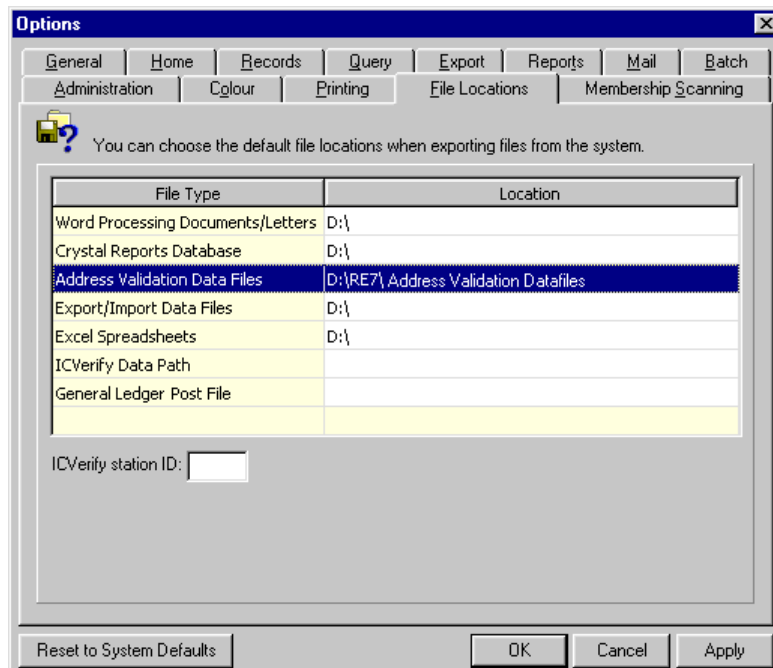 Options
General Home Records Query Export Reports Mail Batch
Administration Colour Printing File Locations Membership Scanning
You can choose the default file locations when exporting files from the system.
File Type Location
Word Processing Documents/Letters D:\
Crystal Reports Database D:\
Address Validation Data Files D:\RE7\ Address Validation Datafiles
Export/Import Data Files D:\
Excel Spreadsheets D:\
ICVerify Data Path
General Ledger Post File
ICVerify station ID:
Reset to System Defaults OK Cancel Apply